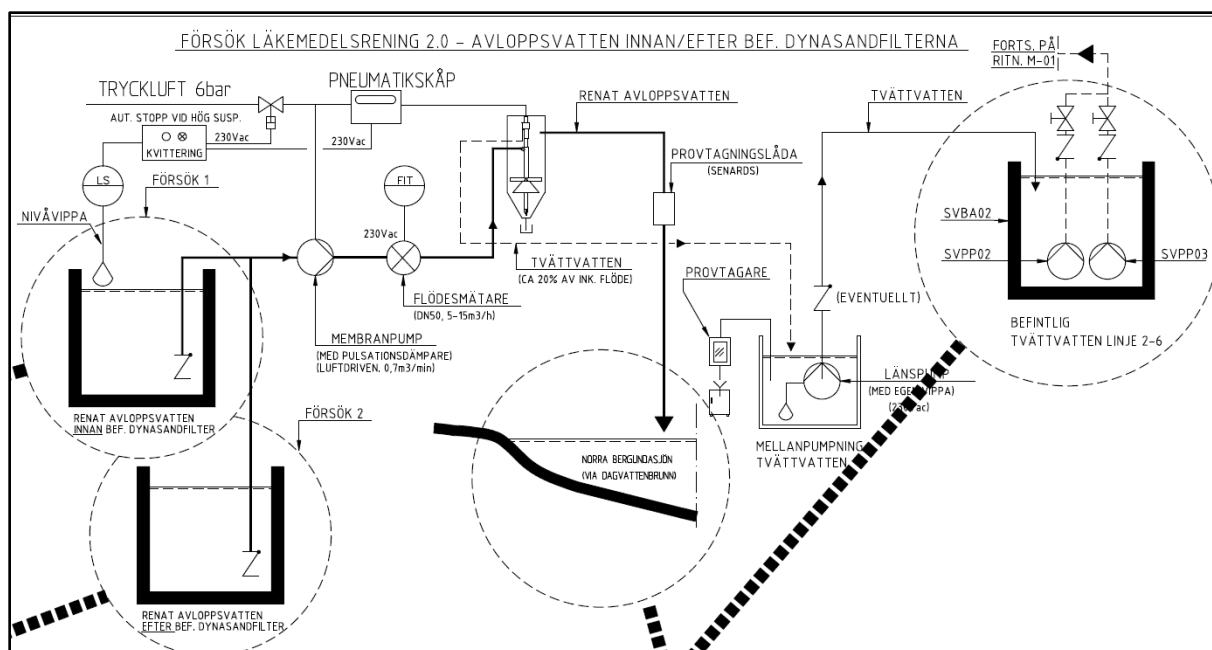 FÖRSÖK LÄKEMEDELSRENING 2.0 – AVLOPPSVATTEN INNAN/EFTER BEF. DYNASANDFILTERNA
FORTS. PÅ
RITN. M-01
TRYCKLUFT 6bar
PNEUMATIKSKÅP
RENAT AVLOPPSVATTEN
TVÄTTVATTEN
AUT. STOPP VID HÖG SUSP.
KVITTERING
230Vac
230Vac
LS
FÖRSÖK 1
FIT
PROVTAGNINGSLÅDA
(SENARDS)
NIVÅVIPPA
230Vac
TVÄTTVATTEN
(CA 20% AV INK. FLÖDE)
SVBA02
SVPP02
SVPP03
PROVTAGARE
(EVENTUELLT)
FLÖDESMÄTARE
(DN50, 5-15m3/h)
MEMBRANPUMP
(MED PULSATIONSDÄMPARE)
(LUFTDRIVEN. 0,7m3/min)
BEFINTLIG
TVÄTTVATTEN LINJE 2-6
LÄNSPUMP
(MED EGEN VIPPA)
(230Vac)
RENAT AVLOPPSVATTEN
INNAN BEF. DYNASANDFILTER
FÖRSÖK 2
MELLANPUMPNING
TVÄTTVATTEN
NORRA BERGUNDASJÖN
(VIA DAGVATTENBRUNN)
RENAT AVLOPPSVATTEN
EFTER BEF. DYNASANDFILTER